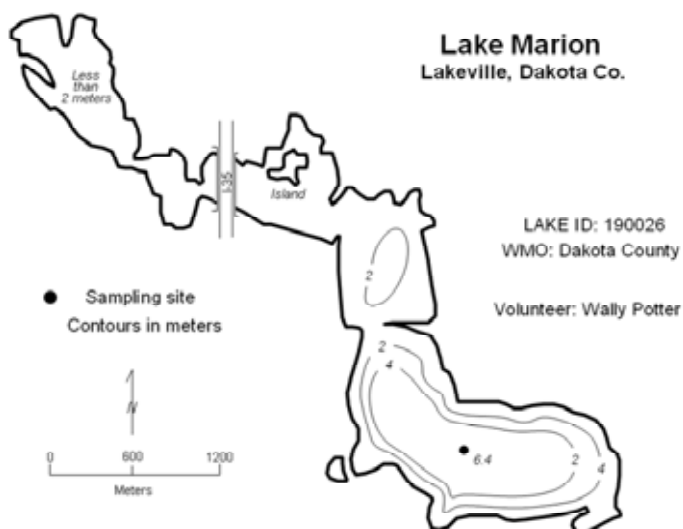 Lake Marion
Lakeville, Dakota Co.
Less
than
2 meters
I-35
Island
LAKE ID: 190026
WMO: Dakota County
2
Sampling site
Volunteer: Wally Potter
Contours in meters
2
4
N
6.4
2
4
0 600 1200
Meters